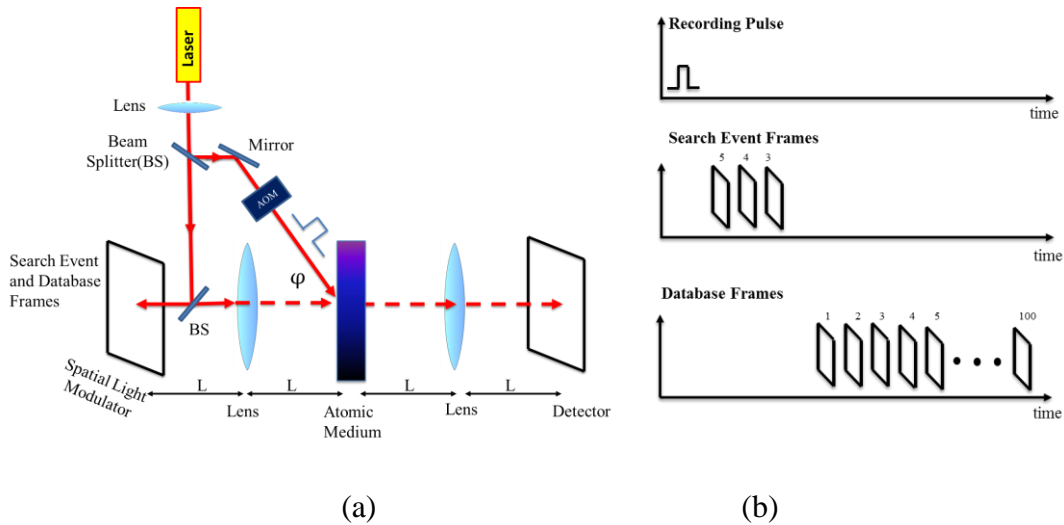 Laser
Lens
Beam
Splitter(BS)
Mirror
AOM
φ
Search Event
and Database
Frames
BS
Spatial Light
Modulator
L
L
L
L
Lens
Atomic
Medium
Lens
Detector
(a)
Recording Pulse
time
Search Event Frames
5 4 3
time
Database Frames
1 2 3 4 5 100
time
(b)